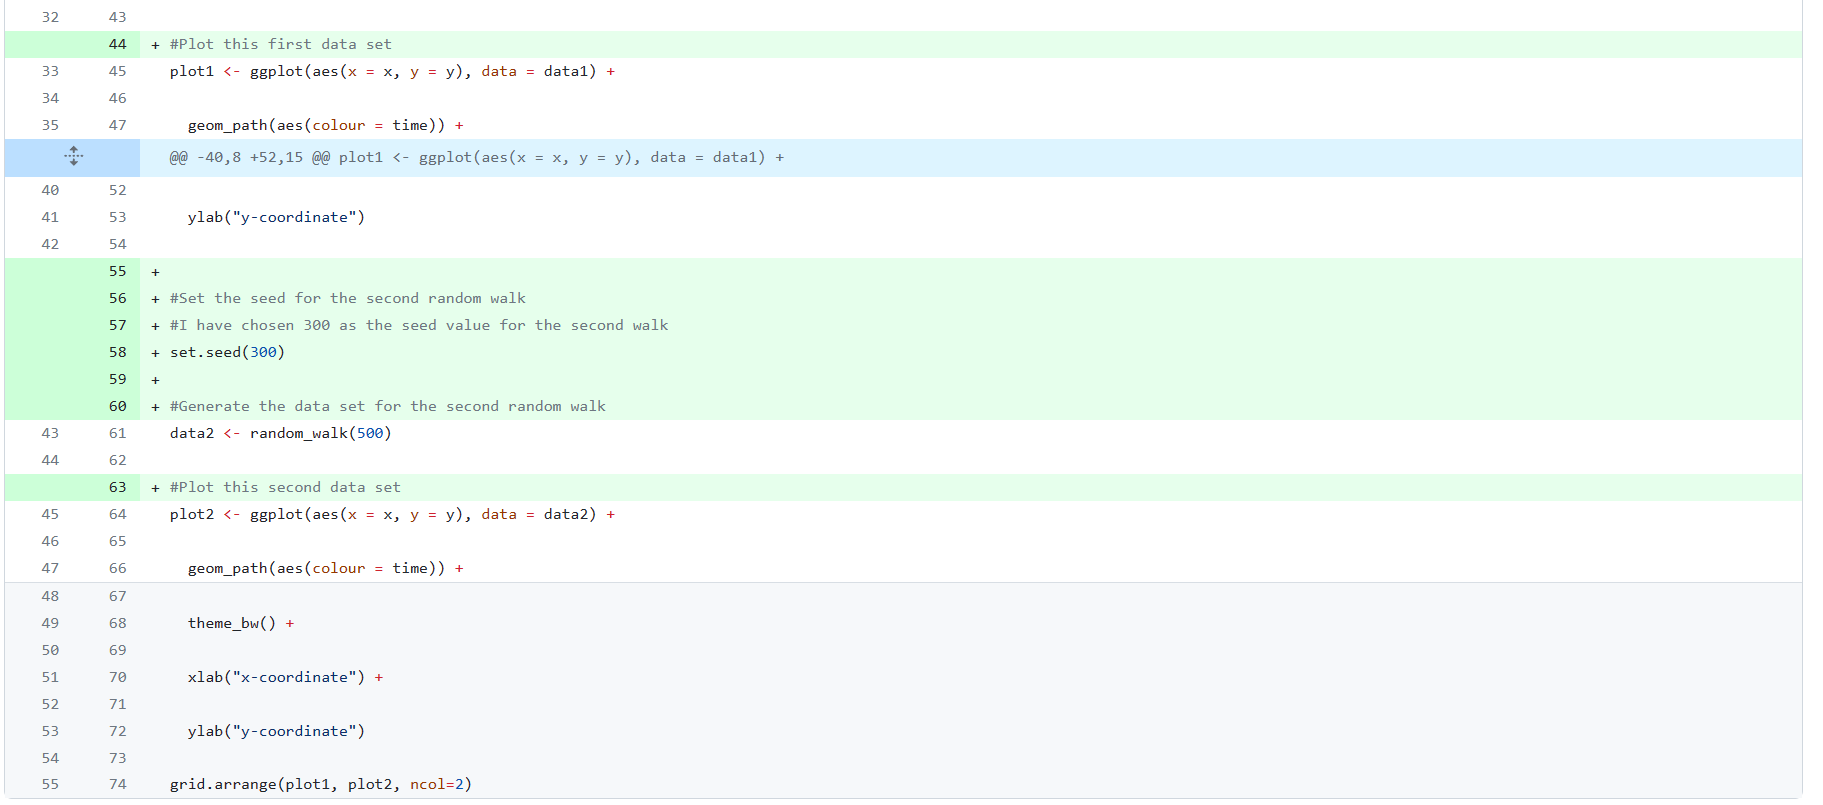 32 43
44 + #Plot this first data set
33 45 plot1 <- ggplot(aes(x = x, y = y), data = data1) +
34 46
35 47 geom_path(aes(colour = time)) +
@@ -40,8 +52,15 @@ plot1 <- ggplot(aes(x = x, y = y), data = data1) +
40 52
41 53 ylab("y-coordinate")
42 54
55 +
56 + #Set the seed for the second random walk
57 + #I have chosen 300 as the seed value for the second walk
58 + set.seed(300)
59 +
60 + #Generate the data set for the second random walk
43 61 data2 <- random_walk(500)
44 62
63 + #Plot this second data set
45 64 plot2 <- ggplot(aes(x = x, y = y), data = data2) +
46 65
47 66 geom_path(aes(colour = time)) +
48 67
49 68 theme_bw() +
50 69
51 70 xlab("x-coordinate") +
52 71
53 72 ylab("y-coordinate")
54 73
55 74 grid.arrange(plot1, plot2, ncol=2)